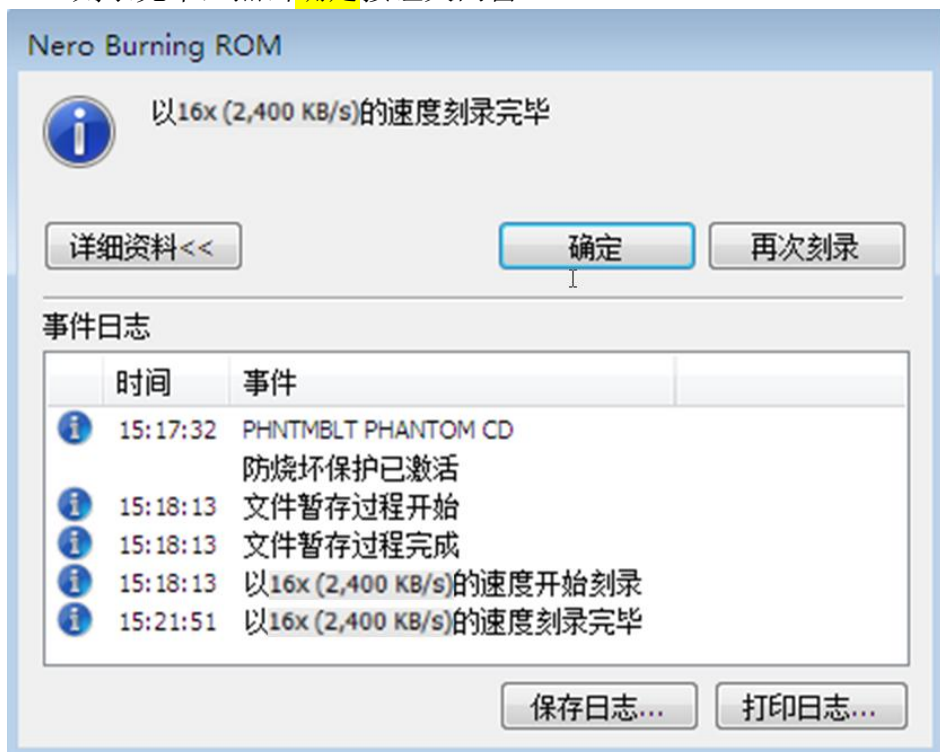 Nero Burning ROM
以16x (2,400 KB/s)的速度刻录完毕
详细资料<< 确定 再次刻录
事件日志
时间 事件
15:17:32 PHNTMBLT PHANTOM CD
防烧坏保护已激活
15:18:13 文件暂存过程开始
15:18:13 文件暂存过程完成
15:18:13 以16x (2,400 KB/s)的速度开始刻录
15:21:51 以16x (2,400 KB/s)的速度刻录完毕
保存日志... 打印日志...